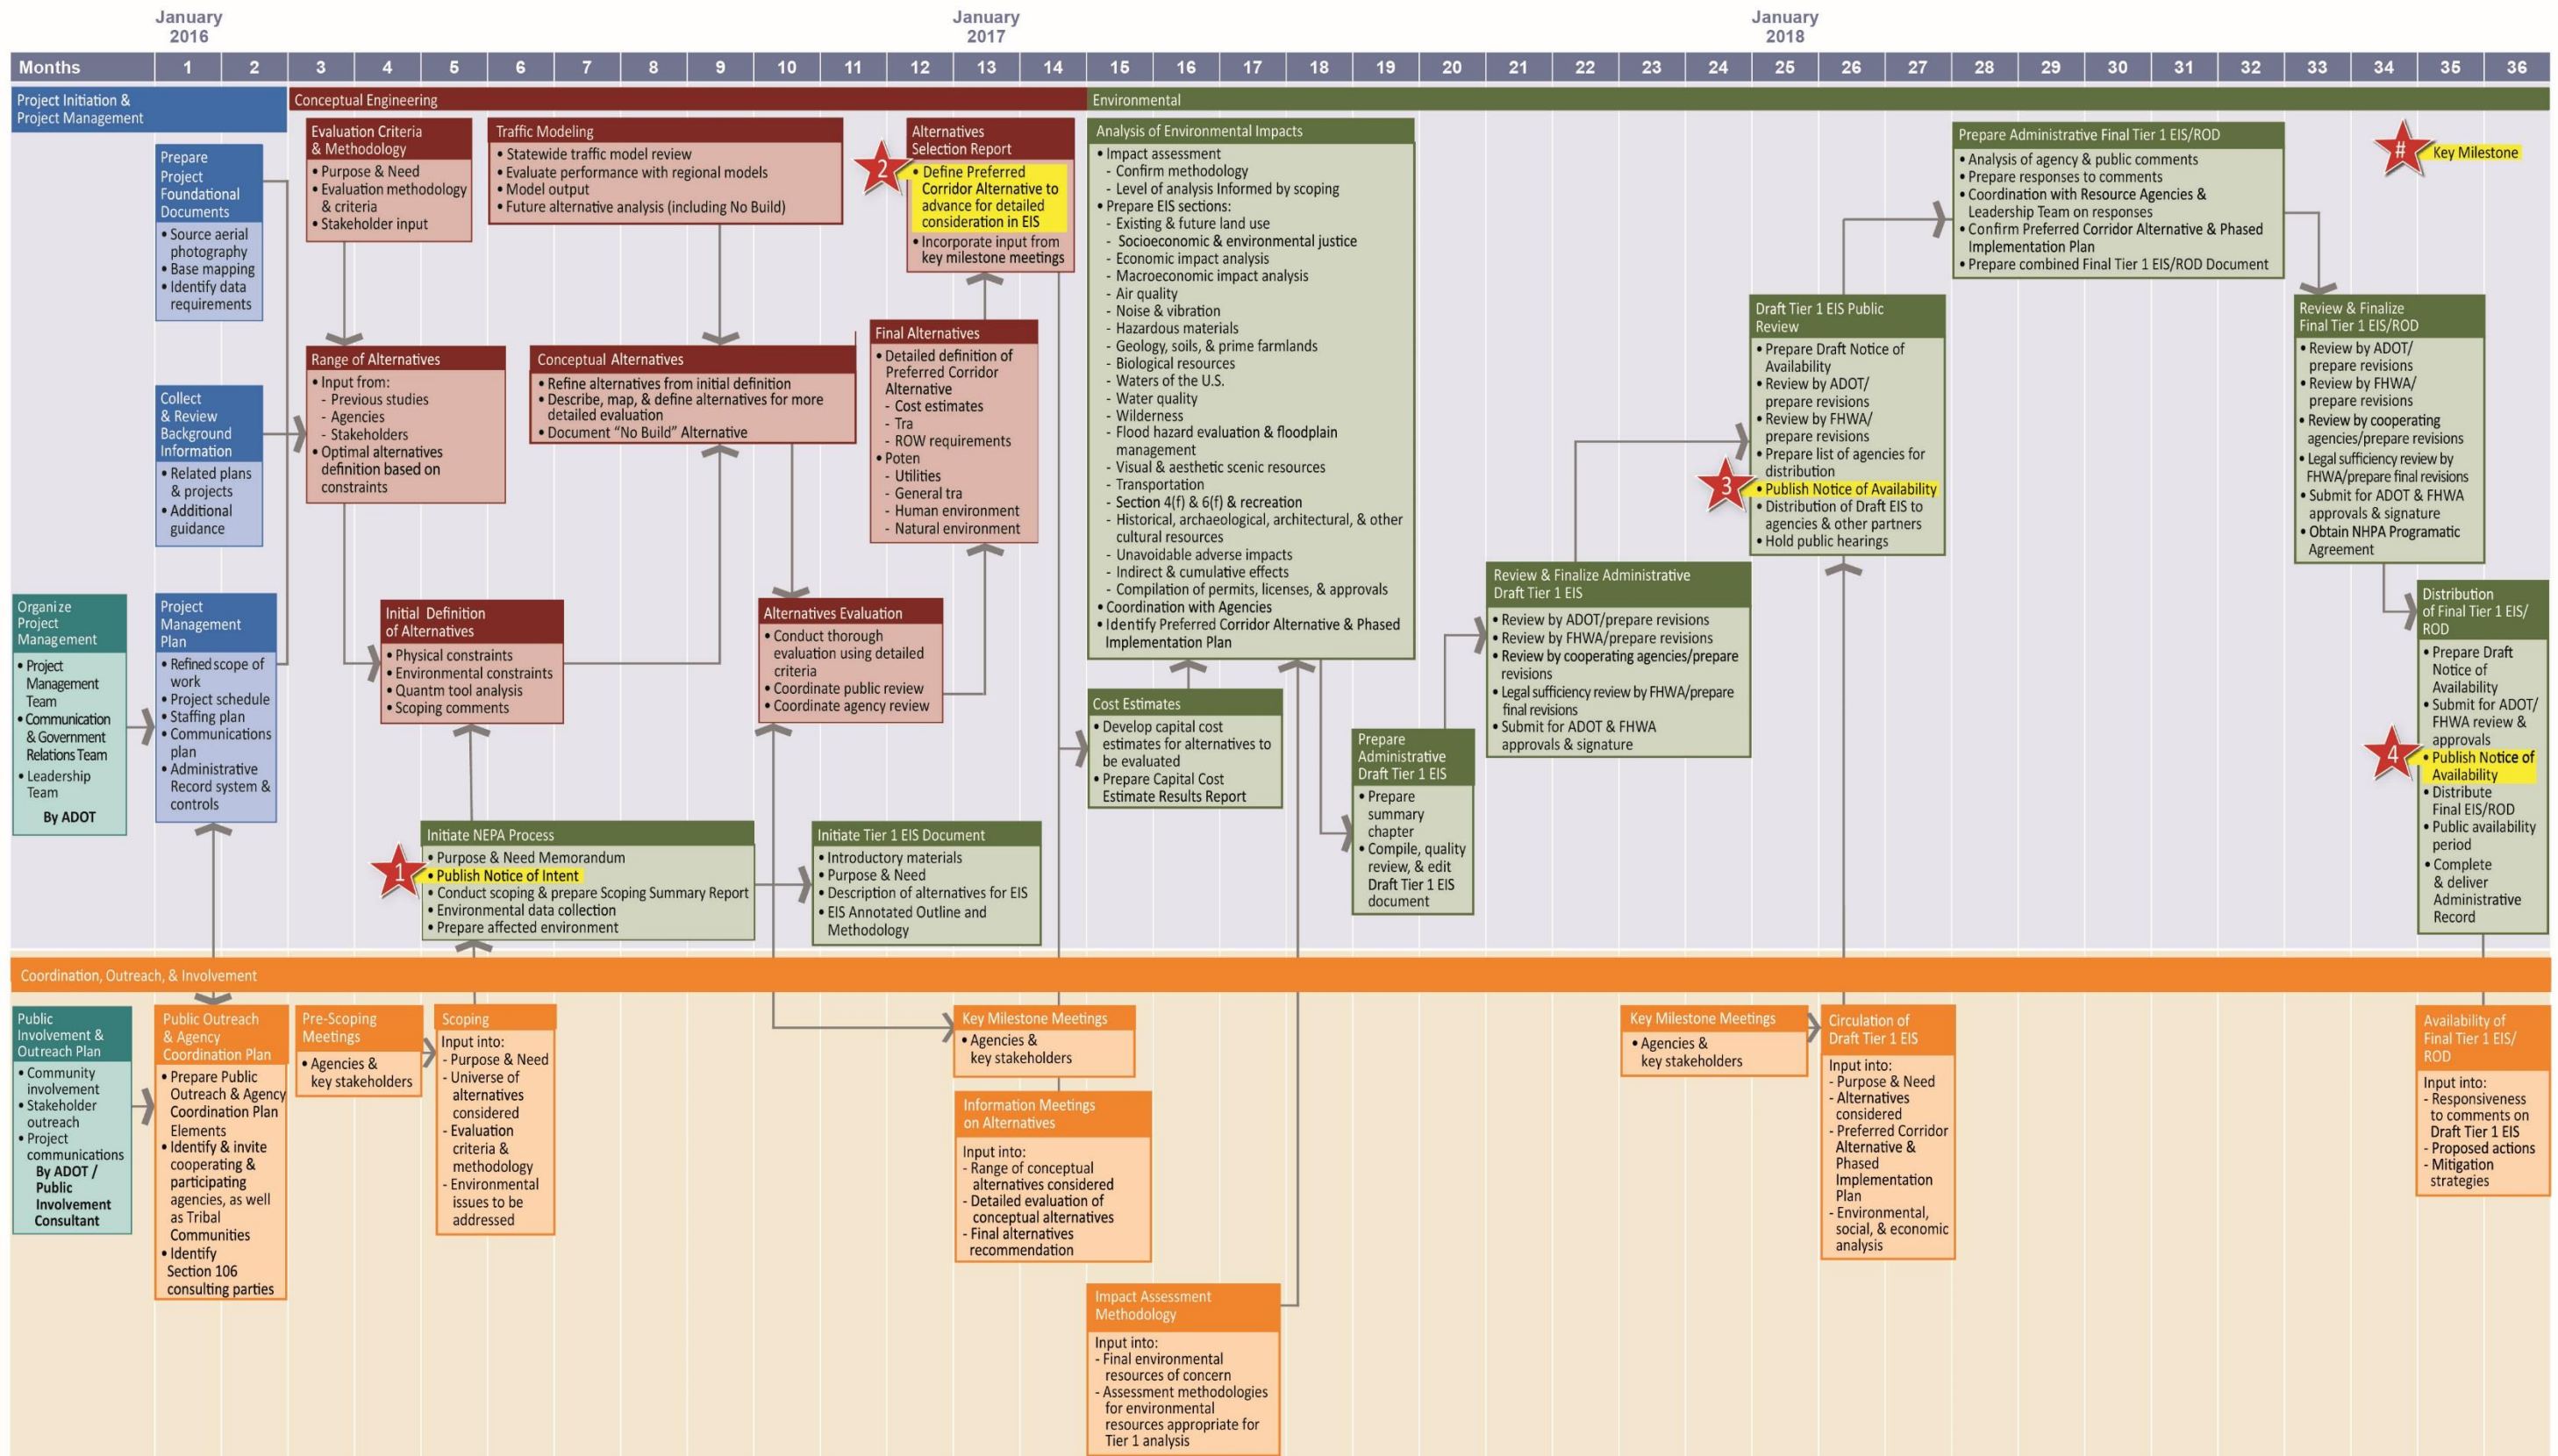 January
2016
January
2017
January
2018
Months 1 2 3 4 5 6 7 8 9 10 11 12 13 14 15 16 17 18 19 20 21 22 23 24 25 26 27 28 29 30 31 32 33 34 35 36
Project Initiation &
Project Management
Conceptual Engineering
Environmental
Prepare
Project
Foundational
Documents
• Source aerial
photography
• Base mapping
• Identify data
requirements
Collect
& Review
Background
Information
• Related plans
& projects
• Additional
guidance
Organize
Project
Management
• Project
Management
Team
• Communication
& Government
Relations Team
• Leadership
Team
By ADOT
Project
Management
Plan
• Refined scope of
work
• Project schedule
• Staffing plan
• Communications
plan
• Administrative
Record system &
controls
Evaluation Criteria
& Methodology
• Purpose & Need
• Evaluation methodology
& criteria
• Stakeholder input
Range of Alternatives
• Input from:
- Previous studies
- Agencies
- Stakeholders
• Optimal alternatives
definition based on
constraints
Initial Definition
of Alternatives
• Physical constraints
• Environmental constraints
• Quantm tool analysis
• Scoping comments
Traffic Modeling
• Statewide traffic model review
• Evaluate performance with regional models
• Model output
• Future alternative analysis (including No Build)
Conceptual Alternatives
• Refine alternatives from initial definition
• Describe, map, & define alternatives for more
detailed evaluation
• Document “No Build” Alternative
Alternatives Evaluation
• Conduct thorough
evaluation using detailed
criteria
• Coordinate public review
• Coordinate agency review
2
Alternatives
Selection Report
• Define Preferred
Corridor Alternative to
advance for detailed
consideration in EIS
• Incorporate input from
key milestone meetings
Final Alternatives
• Detailed definition of
Preferred Corridor
Alternative
- Cost estimates
- Tra
- ROW requirements
• Poten
- Utilities
- General tra
- Human environment
- Natural environment
1
Initiate NEPA Process
• Purpose & Need Memorandum
• Publish Notice of Intent
• Conduct scoping & prepare Scoping Summary Report
• Environmental data collection
• Prepare affected environment
Initiate Tier 1 EIS Document
• Introductory materials
• Purpose & Need
• Description of alternatives for EIS
• EIS Annotated Outline and
Methodology
Analysis of Environmental Impacts
• Impact assessment
- Confirm methodology
- Level of analysis Informed by scoping
• Prepare EIS sections:
- Existing & future land use
- Socioeconomic & environmental justice
- Economic impact analysis
- Macroeconomic impact analysis
- Air quality
- Noise & vibration
- Hazardous materials
- Geology, soils, & prime farmlands
- Biological resources
- Waters of the U.S.
- Water quality
- Wilderness
- Flood hazard evaluation & floodplain
management
- Visual & aesthetic scenic resources
- Transportation
- Section 4(f) & 6(f) & recreation
- Historical, archaeological, architectural, & other
cultural resources
- Unavoidable adverse impacts
- Indirect & cumulative effects
- Compilation of permits, licenses, & approvals
• Coordination with Agencies
• Identify Preferred Corridor Alternative & Phased
Implementation Plan
Cost Estimates
• Develop capital cost
estimates for alternatives to
be evaluated
• Prepare Capital Cost
Estimate Results Report
Prepare
Administrative
Draft Tier 1 EIS
• Prepare
summary
chapter
• Compile, quality
review, & edit
Draft Tier 1 EIS
document
Review & Finalize Administrative
Draft Tier 1 EIS
• Review by ADOT/prepare revisions
• Review by FHWA/prepare revisions
• Review by cooperating agencies/prepare
revisions
• Legal sufficiency review by FHWA/prepare
final revisions
• Submit for ADOT & FHWA
approvals & signature
Draft Tier 1 EIS Public
Review
• Prepare Draft Notice of
Availability
• Review by ADOT/
prepare revisions
• Review by FHWA/
prepare revisions
• Prepare list of agencies for
distribution
3
• Publish Notice of Availability
• Distribution of Draft EIS to
agencies & other partners
• Hold public hearings
Prepare Administrative Final Tier 1 EIS/ROD
• Analysis of agency & public comments
• Prepare responses to comments
• Coordination with Resource Agencies &
Leadership Team on responses
• Confirm Preferred Corridor Alternative & Phased
Implementation Plan
• Prepare combined Final Tier 1 EIS/ROD Document
# Key Milestone
Review & Finalize
Final Tier 1 EIS/ROD
• Review by ADOT/
prepare revisions
• Review by FHWA/
prepare revisions
• Review by cooperating
agencies/prepare revisions
• Legal sufficiency review by
FHWA/prepare final revisions
• Submit for ADOT & FHWA
approvals & signature
• Obtain NHPA Programatic
Agreement
Distribution
of Final Tier 1 EIS/
ROD
• Prepare Draft
Notice of
Availability
• Submit for ADOT/
FHWA review &
approvals
4
• Publish Notice of
Availability
• Distribute
Final EIS/ROD
• Public availability
period
• Complete
& deliver
Administrative
Record
Coordination, Outreach, & Involvement
Public
Involvement &
Outreach Plan
• Community
involvement
• Stakeholder
outreach
• Project
communications
By ADOT /
Public
Involvement
Consultant
Public Outreach
& Agency
Coordination Plan
• Prepare Public
Outreach & Agency
Coordination Plan
Elements
• Identify & invite
cooperating &
participating
agencies, as well
as Tribal
Communities
• Identify
Section 106
consulting parties
Pre-Scoping
Meetings
• Agencies &
key stakeholders
Scoping
Input into:
- Purpose & Need
- Universe of
alternatives
considered
- Evaluation
criteria &
methodology
- Environmental
issues to be
addressed
Key Milestone Meetings
• Agencies &
key stakeholders
Information Meetings
on Alternatives
Input into:
- Range of conceptual
alternatives considered
- Detailed evaluation of
conceptual alternatives
- Final alternatives
recommendation
Impact Assessment
Methodology
Input into:
- Final environmental
resources of concern
- Assessment methodologies
for environmental
resources appropriate for
Tier 1 analysis
Key Milestone Meetings
• Agencies &
key stakeholders
Circulation of
Draft Tier 1 EIS
Input into:
- Purpose & Need
- Alternatives
considered
- Preferred Corridor
Alternative &
Phased
Implementation
Plan
- Environmental,
social, & economic
analysis
Availability of
Final Tier 1 EIS/
ROD
Input into:
- Responsiveness
to comments on
Draft Tier 1 EIS
- Proposed actions
- Mitigation
strategies